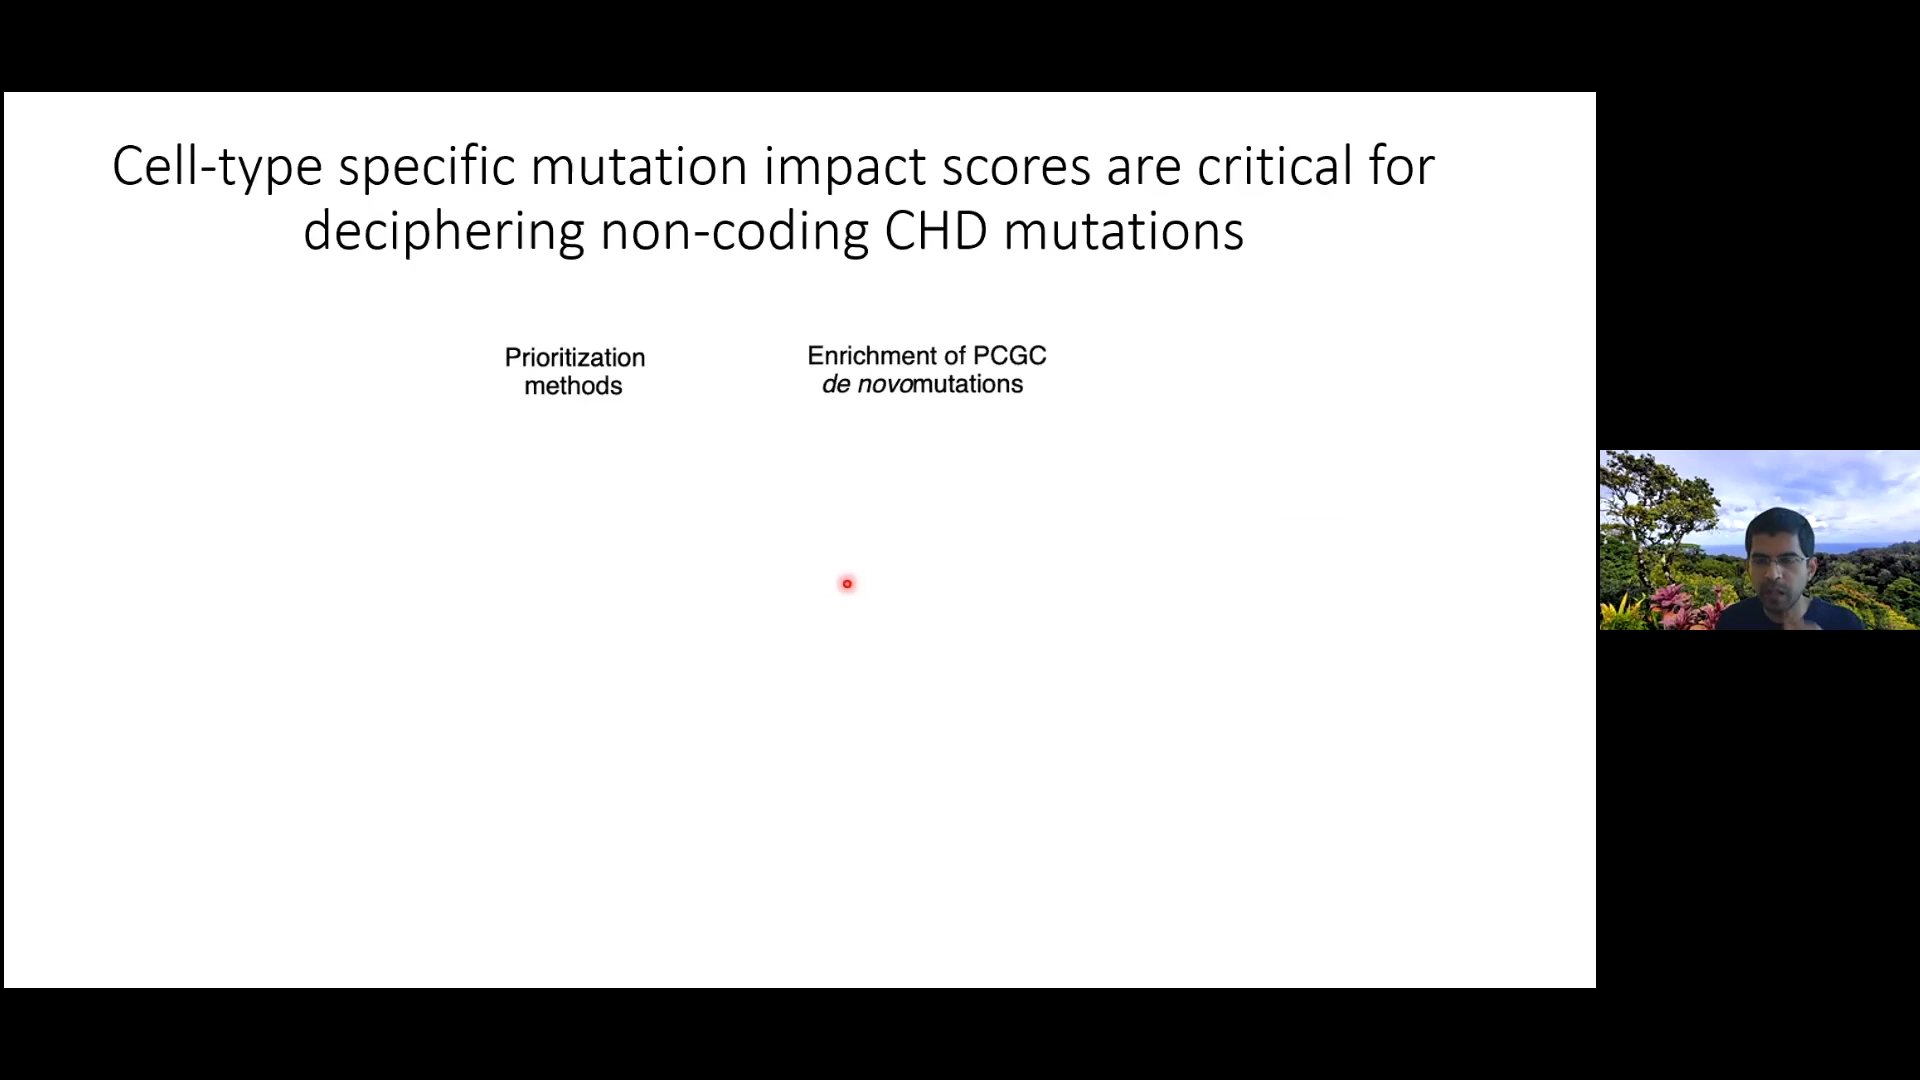 Cell-type specific mutation impact scores are critical for
deciphering non-coding CHD mutations
Prioritization
methods
Enrichment of PCGC
de novomutations